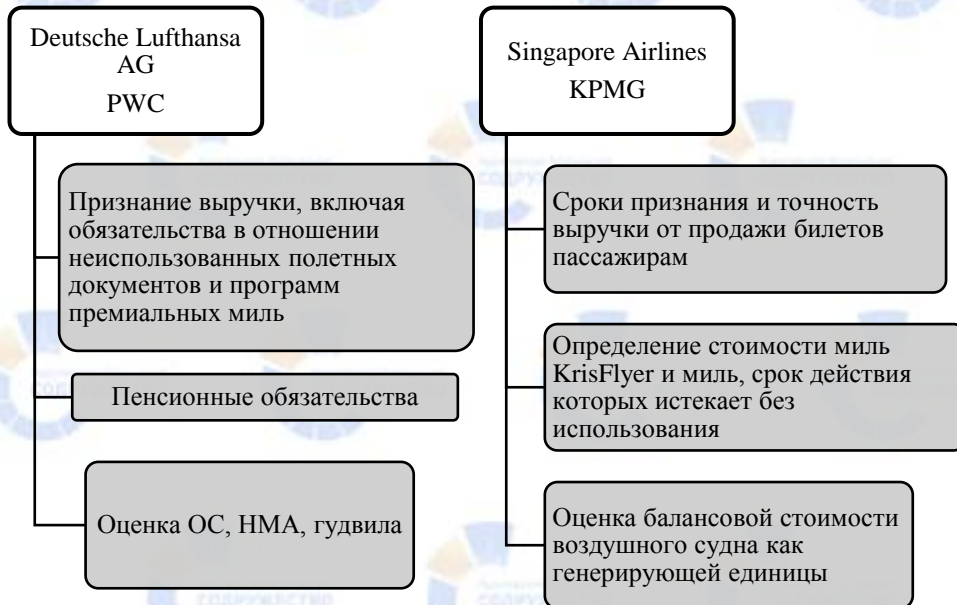 Deutsche Lufthansa
AG
PWC
Признание выручки, включая
обязательства в отношении
неиспользованных полетных
документов и программ
премиальных миль
Пенсионные обязательства
Оценка ОС, НМА, гудвила
Singapore Airlines
KPMG
Сроки признания и точность
выручки от продажи билетов
пассажирам
Определение стоимости миль
KrisFlyer и миль, срок действия
которых истекает без
использования
Оценка балансовой стоимости
воздушного судна как
генерирующей единицы